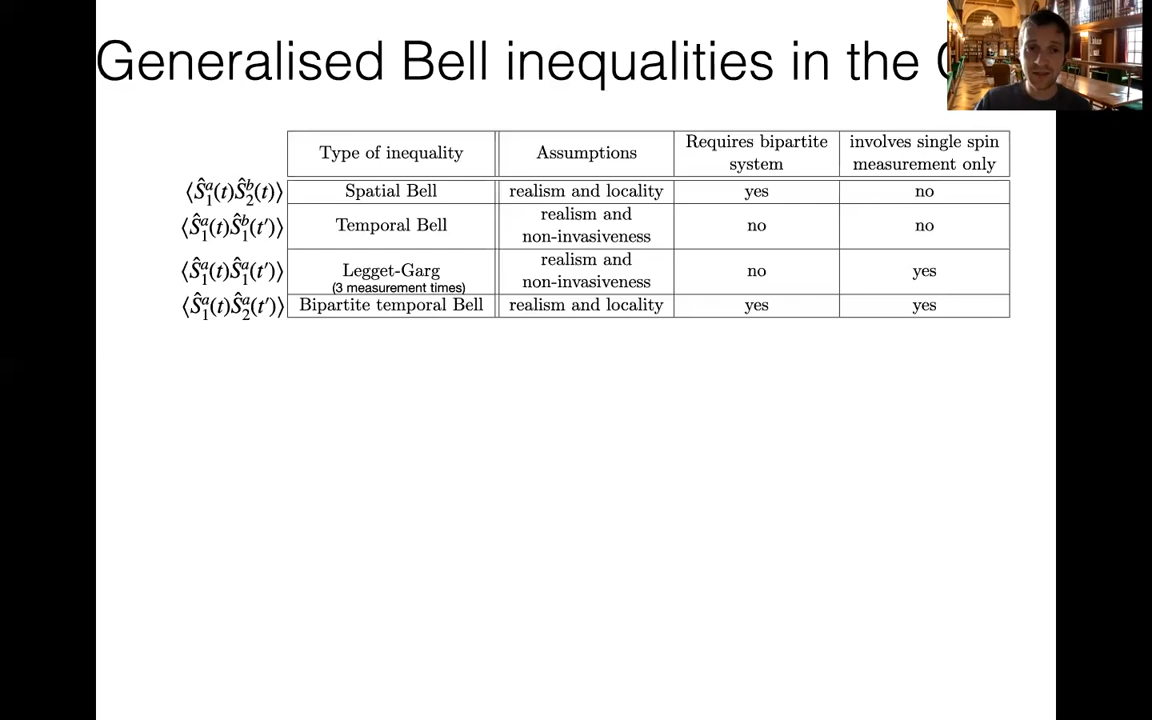 Generalised Bell inequalities in the
Type of inequality Assumptions Requires bipartite system involves single spin measurement only
⟨Ŝ₁ᵃ(t)Ŝ₂ᵇ(t)⟩ Spatial Bell realism and locality yes no
⟨Ŝ₁ᵃ(t)Ŝ₁ᵇ(t′)⟩ Temporal Bell realism and non-invasiveness no no
⟨Ŝ₁ᵃ(t)Ŝ₁ᵃ(t′)⟩ Legget-Garg (3 measurement times) realism and non-invasiveness no yes
⟨Ŝ₁ᵃ(t)Ŝ₂ᵃ(t′)⟩ Bipartite temporal Bell realism and locality yes yes